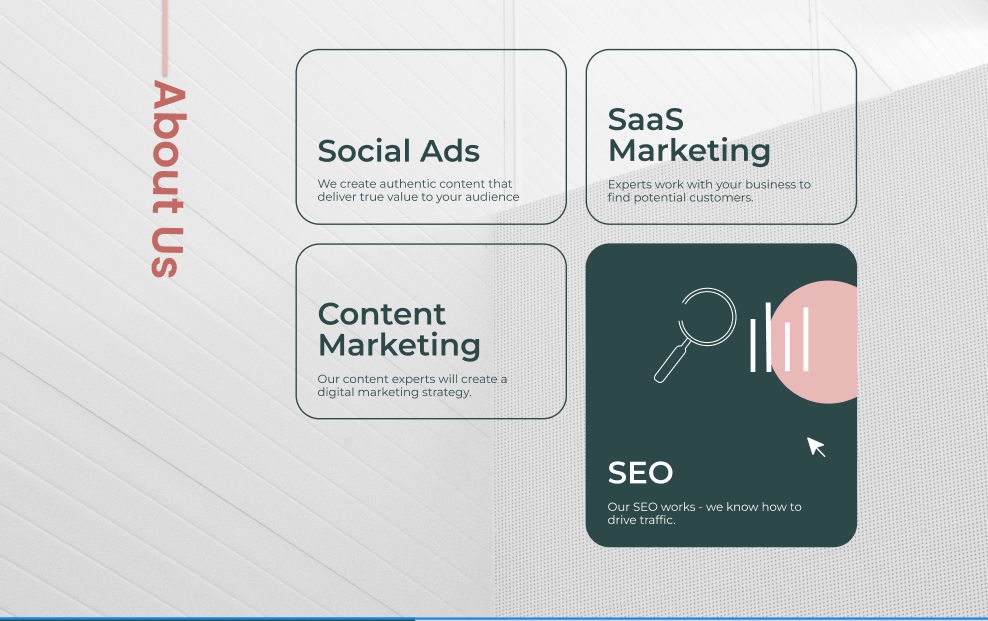 About Us
Social Ads
We create authentic content that
deliver true value to your audience
SaaS
Marketing
Experts work with your business to
find potential customers.
Content
Marketing
Our content experts will create a
digital marketing strategy.
SEO
Our SEO works - we know how to
drive traffic.